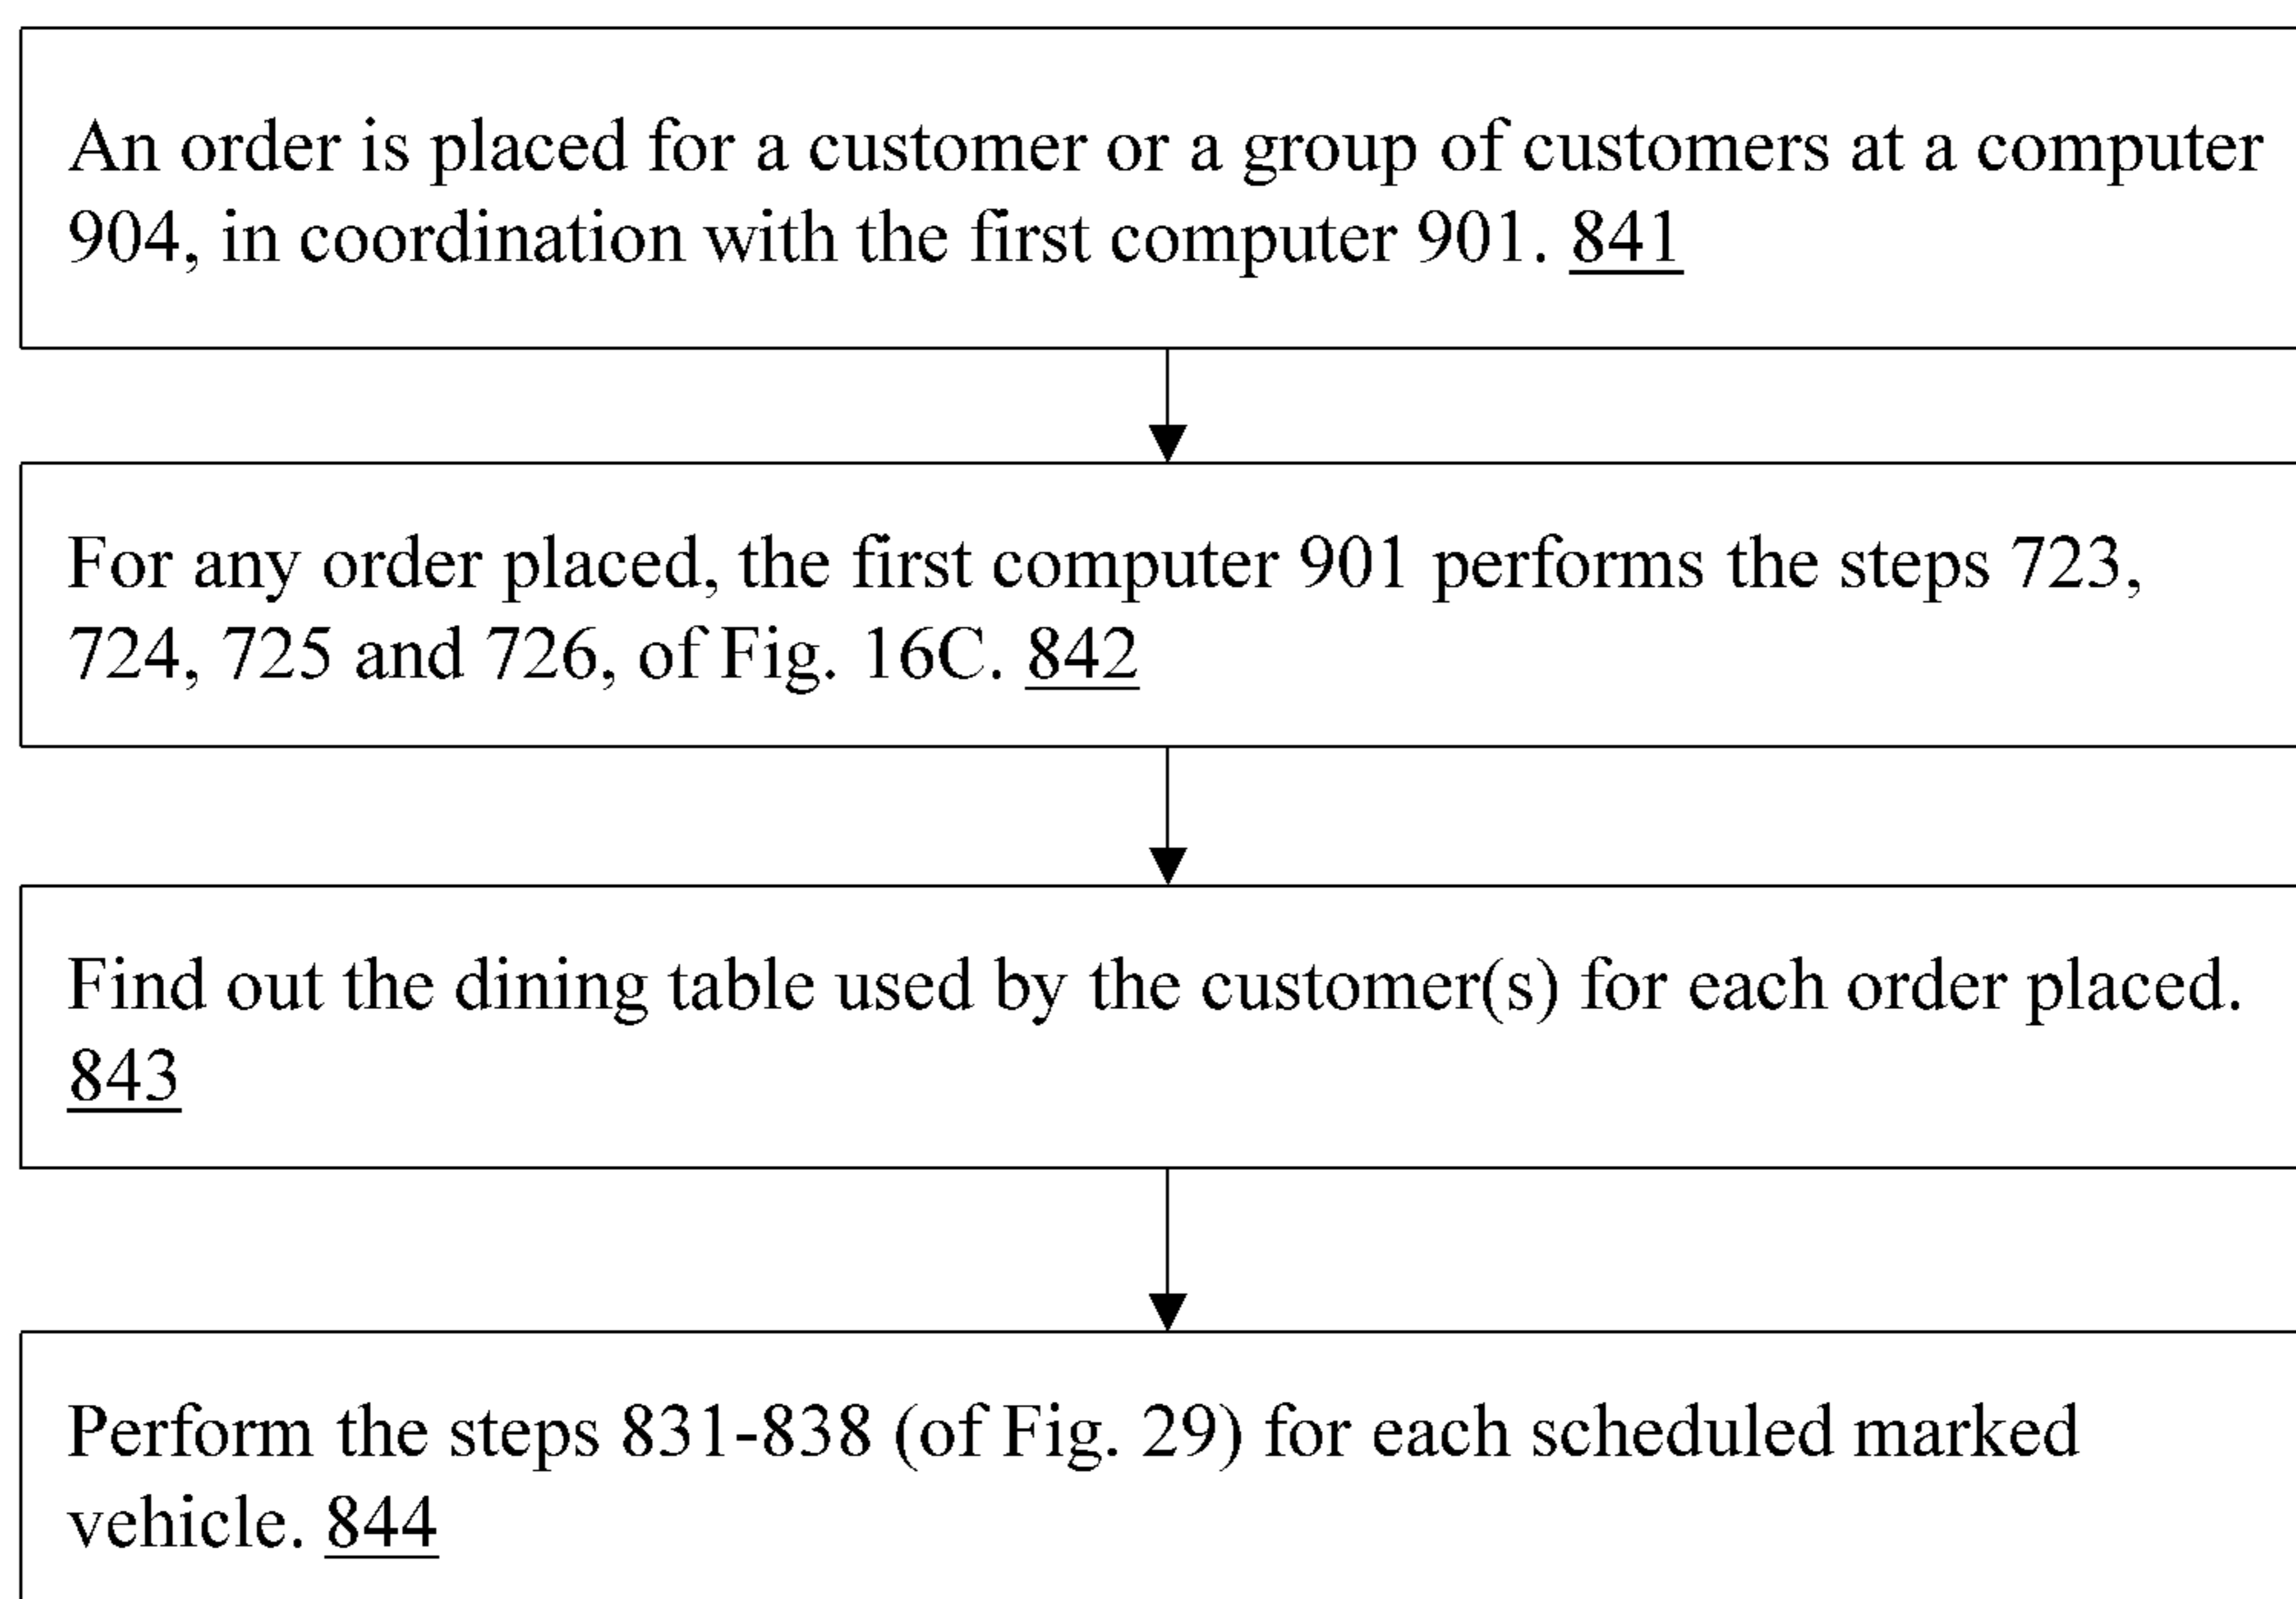 An order is placed for a customer or a group of customers at a computer
904, in coordination with the first computer 901. 841
For any order placed, the first computer 901 performs the steps 723,
724, 725 and 726, of Fig. 16C. 842
Find out the dining table used by the customer(s) for each order placed.
843
Perform the steps 831-838 (of Fig. 29) for each scheduled marked
vehicle. 844